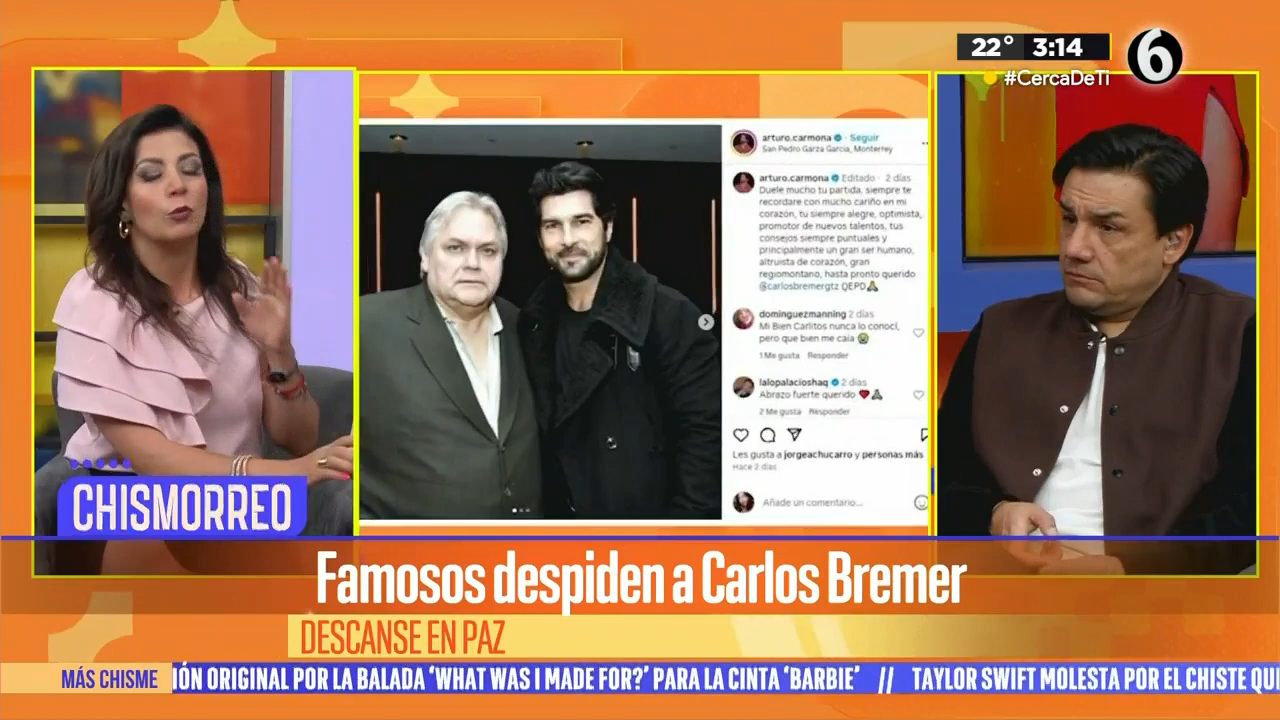 22° 3:14
6
#CercaDeTi
arturo.carmona Seguir
San Pedro Garza Garcia, Monterrey
arturo.carmona Editado · 2 días
Duele mucho tu partida, siempre te
recordare con mucho cariño en mi
corazón, tu siempre alegre, optimista,
promotor de nuevos talentos, tus
consejos siempre puntuales y
principalmente un gran ser humano,
altruista de corazón, gran
regiomontano, hasta pronto querido
@carlosbremergtz QEPD🙏
dominguezmanning 2 días
Mi Bien Carlitos nunca lo conocí,
pero que bien me caía 😭
1 Me gusta Responder
lalopalacioshaq 2 días
Abrazo fuerte querido ❤️🙏
2 Me gusta Responder
Les gusta a jorgeachucarro y personas más
Hace 2 días
Añade un comentario...
CHISMORREO
Famosos despiden a Carlos Bremer
DESCANSE EN PAZ
MÁS CHISME IÓN ORIGINAL POR LA BALADA ‘WHAT WAS I MADE FOR?’ PARA LA CINTA ‘BARBIE’ // TAYLOR SWIFT MOLESTA POR EL CHISTE QU